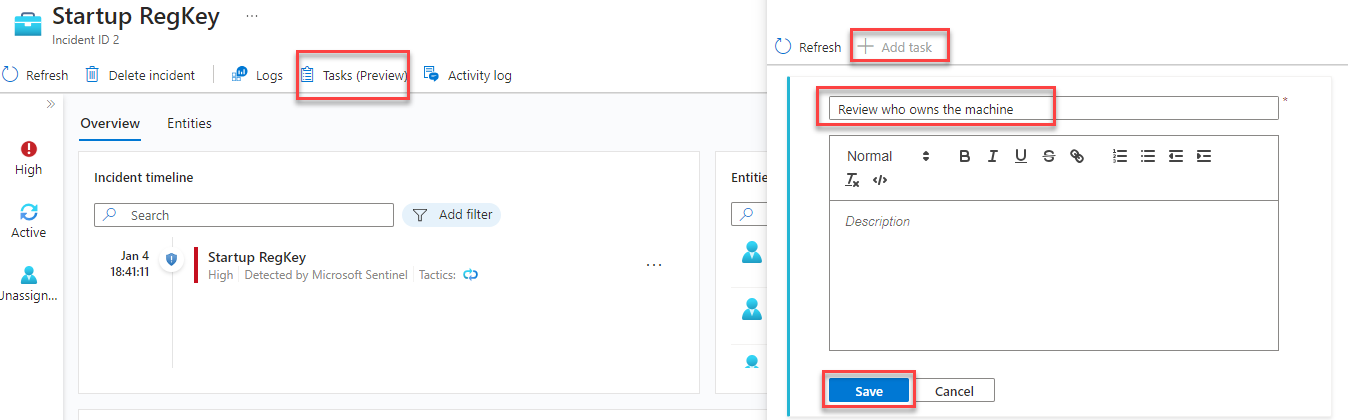 Startup RegKey ...
Incident ID 2
Refresh Delete incident Logs Tasks (Preview) Activity log
»
High
Active
Unassign...
Overview Entities
Incident timeline
Search Add filter
Jan 4
18:41:11
Startup RegKey
High Detected by Microsoft Sentinel Tactics:
...
Entitie
Refresh + Add task
Review who owns the machine *
Normal B I U S
Tx </>
Description
Save Cancel